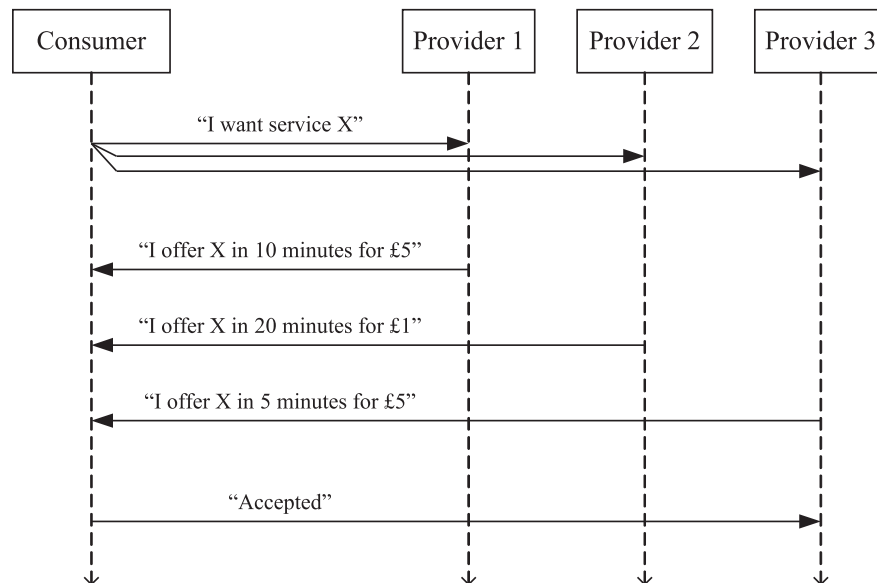 Consumer
Provider 1
Provider 2
Provider 3
“I want service X”
“I offer X in 10 minutes for £5”
“I offer X in 20 minutes for £1”
“I offer X in 5 minutes for £5”
“Accepted”